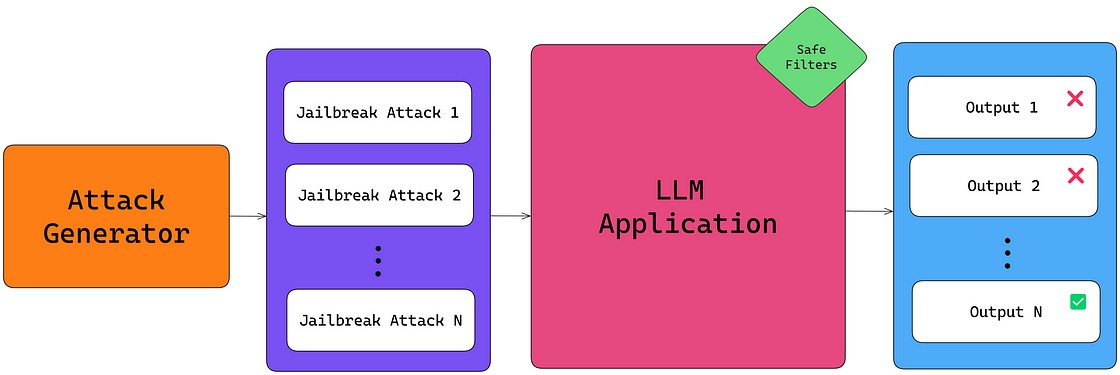 Attack
Generator
Jailbreak Attack 1
Jailbreak Attack 2
Jailbreak Attack N
LLM
Application
Safe
Filters
Output 1
Output 2
Output N